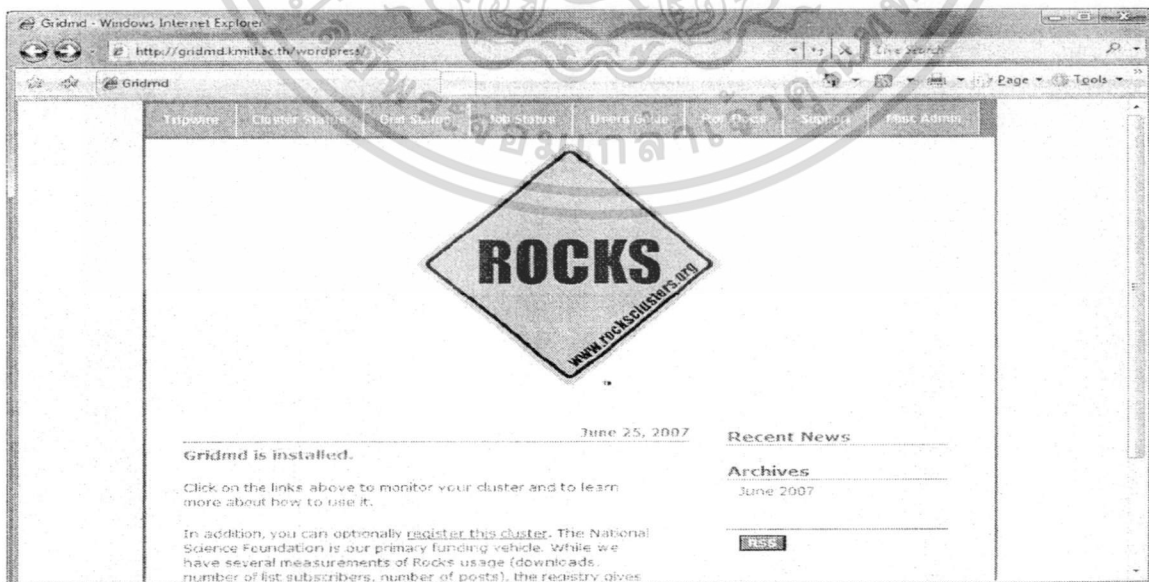 Gridmd - Windows Internet Explorer
http://gridmd.kmitl.ac.th/wordpress/
Live Search
Gridmd
Page Tools
Tripwire Cluster Status Grid Status Job Status Users Guide Roll Docs Support Misc Admin
ROCKS
www.rocksclusters.org
June 25, 2007
Gridmd is installed.
Click on the links above to monitor your cluster and to learn
more about how to use it.
In addition, you can optionally register this cluster. The National
Science Foundation is our primary funding vehicle. While we
have several measurements of Rocks usage (downloads,
number of list subscribers, number of posts), the registry gives
Recent News
Archives
June 2007
RSS